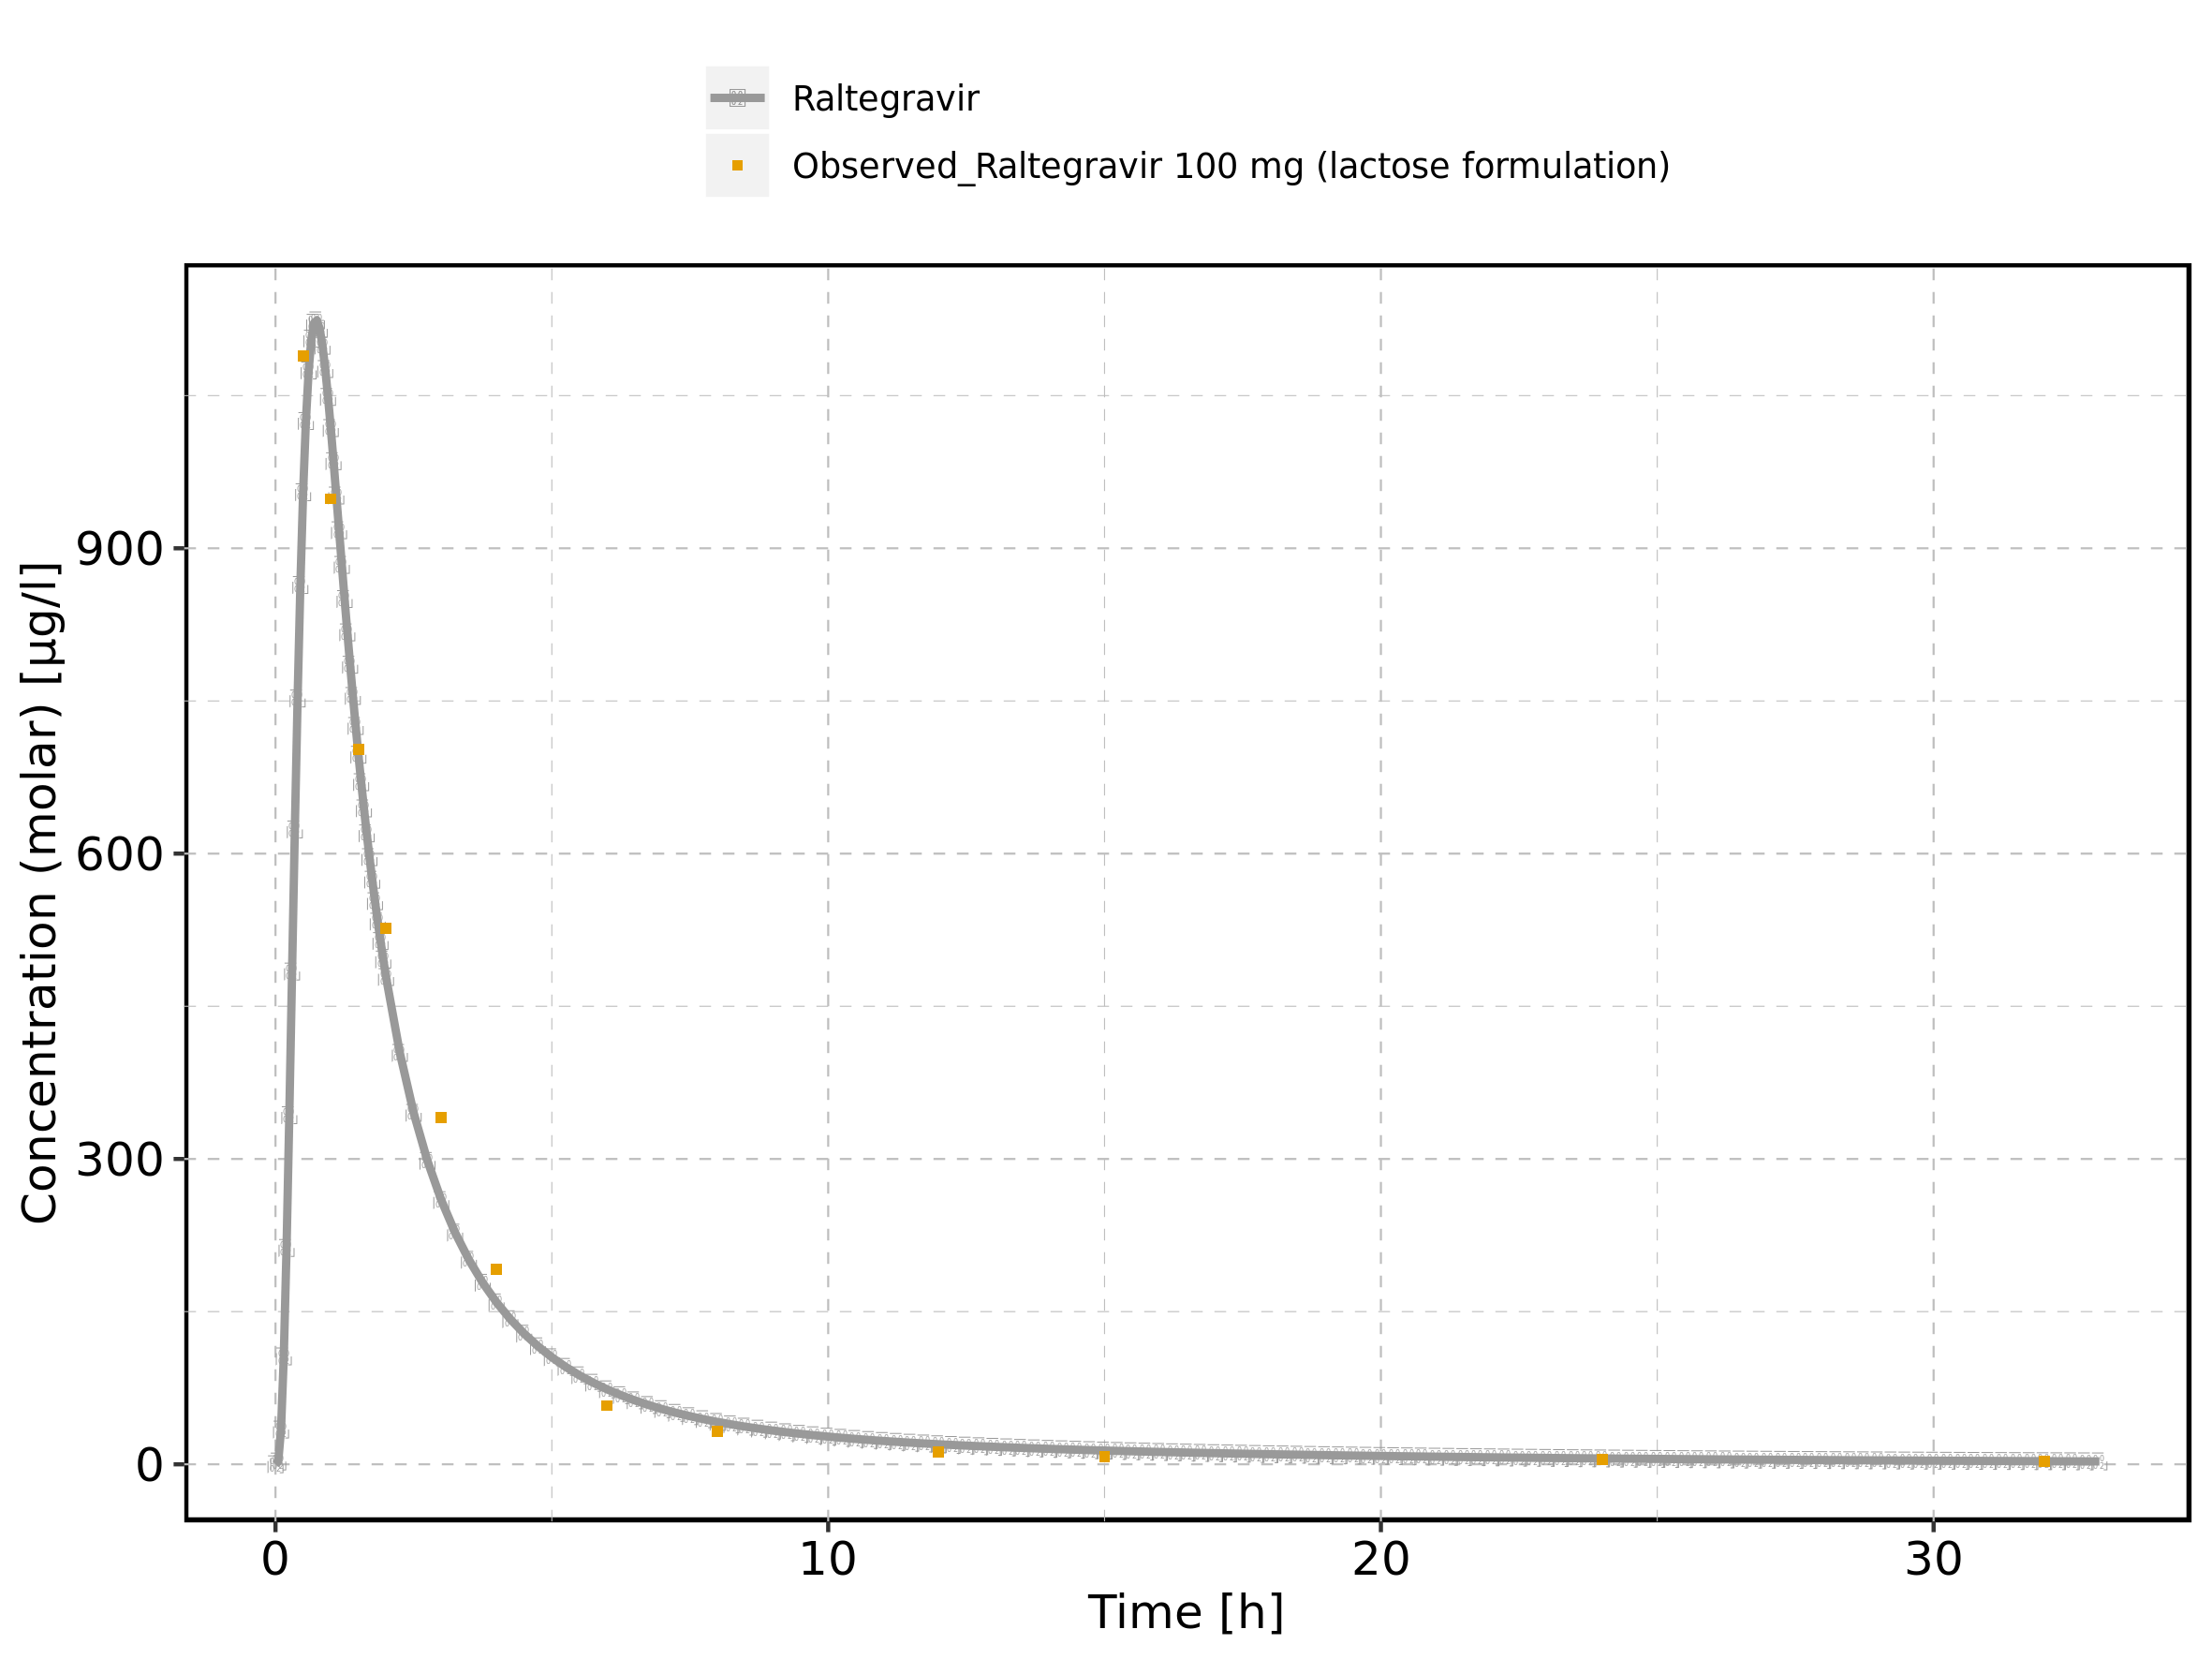 Raltegravir
Observed_Raltegravir 100 mg (lactose formulation)
Concentration (molar) [µg/l]
900
600
300
0
0
10
20
30
Time [h]